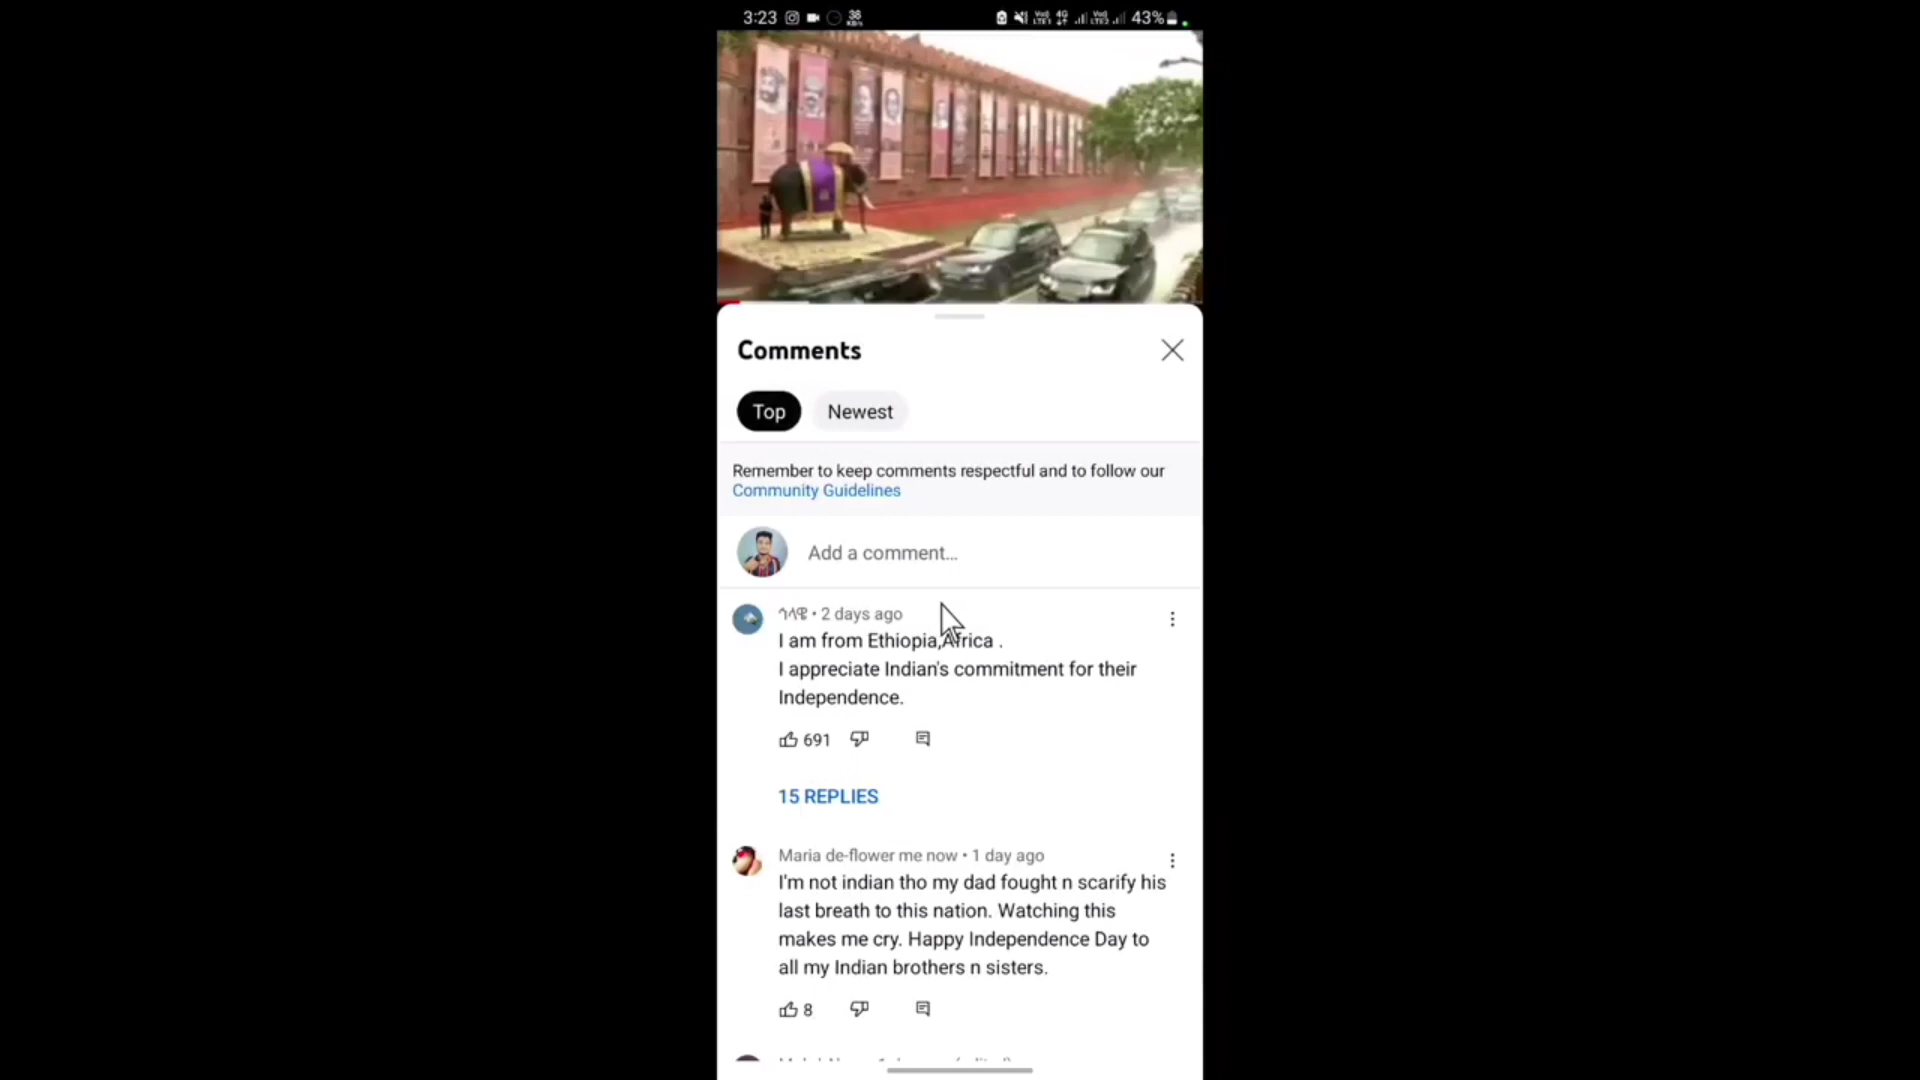 3:23 38 KB/s 4G 43%
Comments
Top Newest
Remember to keep comments respectful and to follow our
Community Guidelines
Add a comment...
• 2 days ago
I am from Ethiopia,Africa .
I appreciate Indian's commitment for their
Independence.
691
15 REPLIES
Maria de-flower me now • 1 day ago
I'm not indian tho my dad fought n scarify his
last breath to this nation. Watching this
makes me cry. Happy Independence Day to
all my Indian brothers n sisters.
8